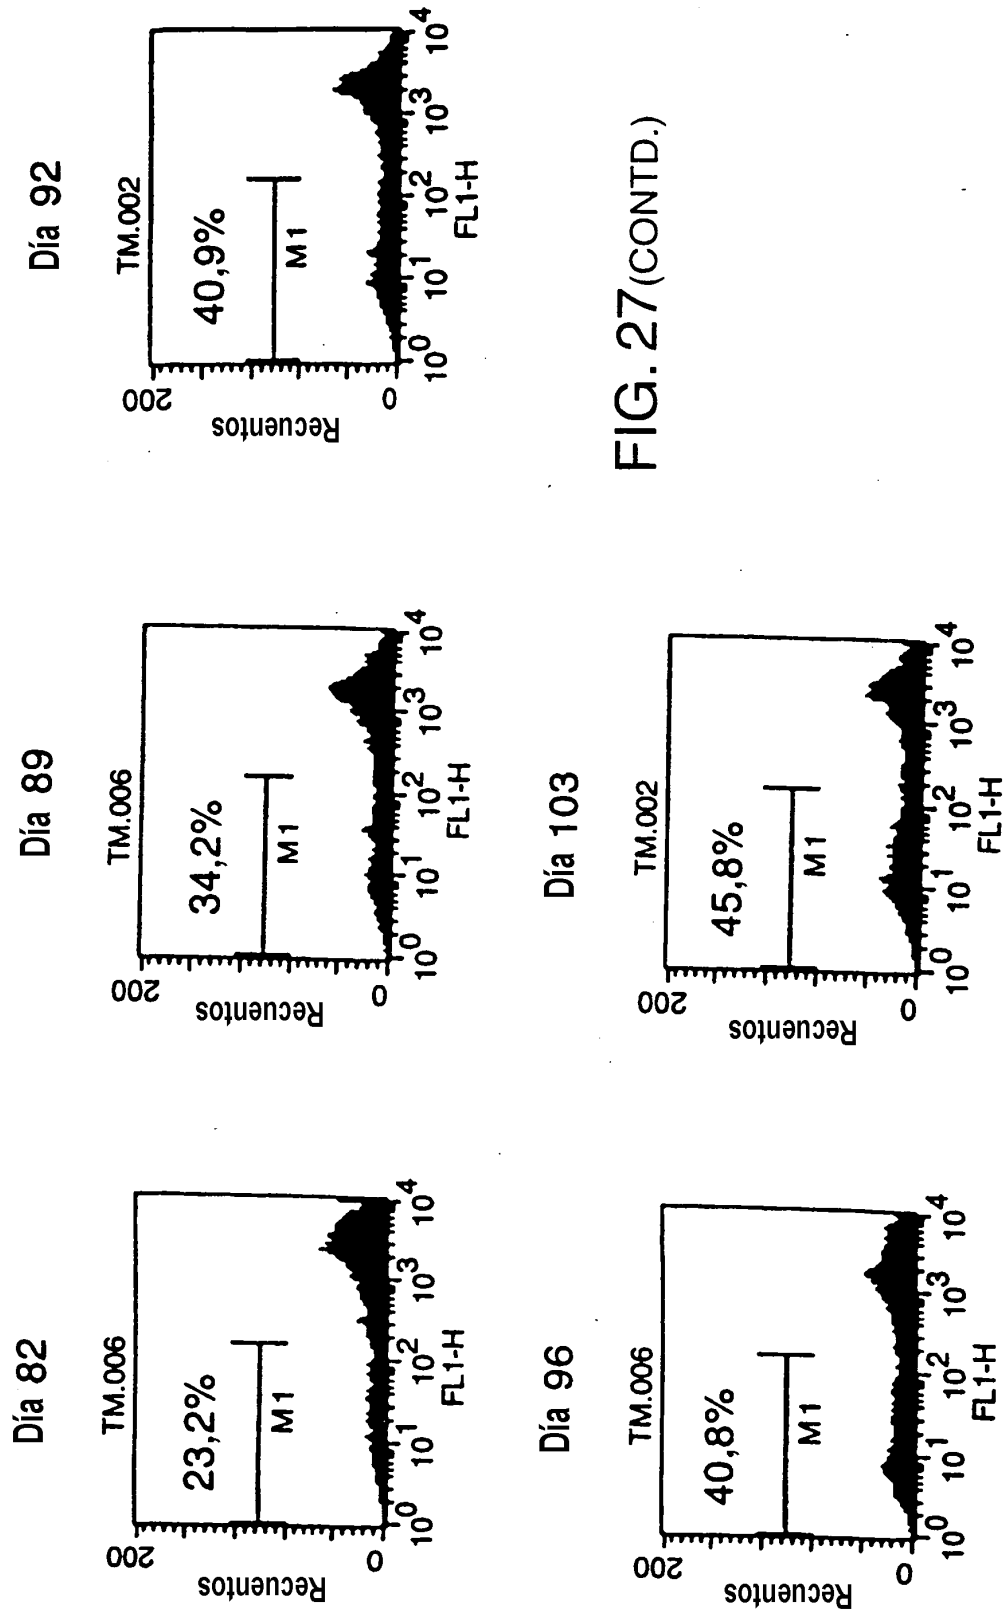 Día 82
TM.006
200
Recuentos
0
23,2%
M1
10^0 10^1 10^2 10^3 10^4
FL1-H
Día 89
TM.006
200
Recuentos
0
34,2%
M1
10^0 10^1 10^2 10^3 10^4
FL1-H
Día 92
TM.002
200
Recuentos
0
40,9%
M1
10^0 10^1 10^2 10^3 10^4
FL1-H
Día 96
TM.006
200
Recuentos
0
40,8%
M1
10^0 10^1 10^2 10^3 10^4
FL1-H
Día 103
TM.002
200
Recuentos
0
45,8%
M1
10^0 10^1 10^2 10^3 10^4
FL1-H
FIG. 27(CONTD.)